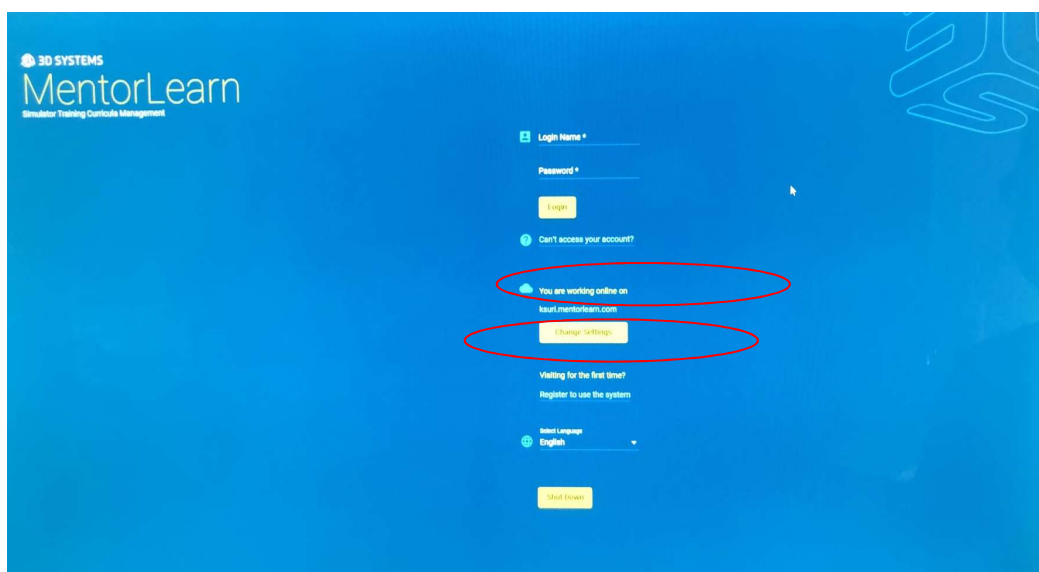 3D SYSTEMS
MentorLearn
Simulator Training Curricula Management
Login Name *
Password *
Login
Can't access your account?
You are working online on
ksurl.mentorlearn.com
Change Settings
Visiting for the first time?
Register to use the system
Select Language
English
Shut Down